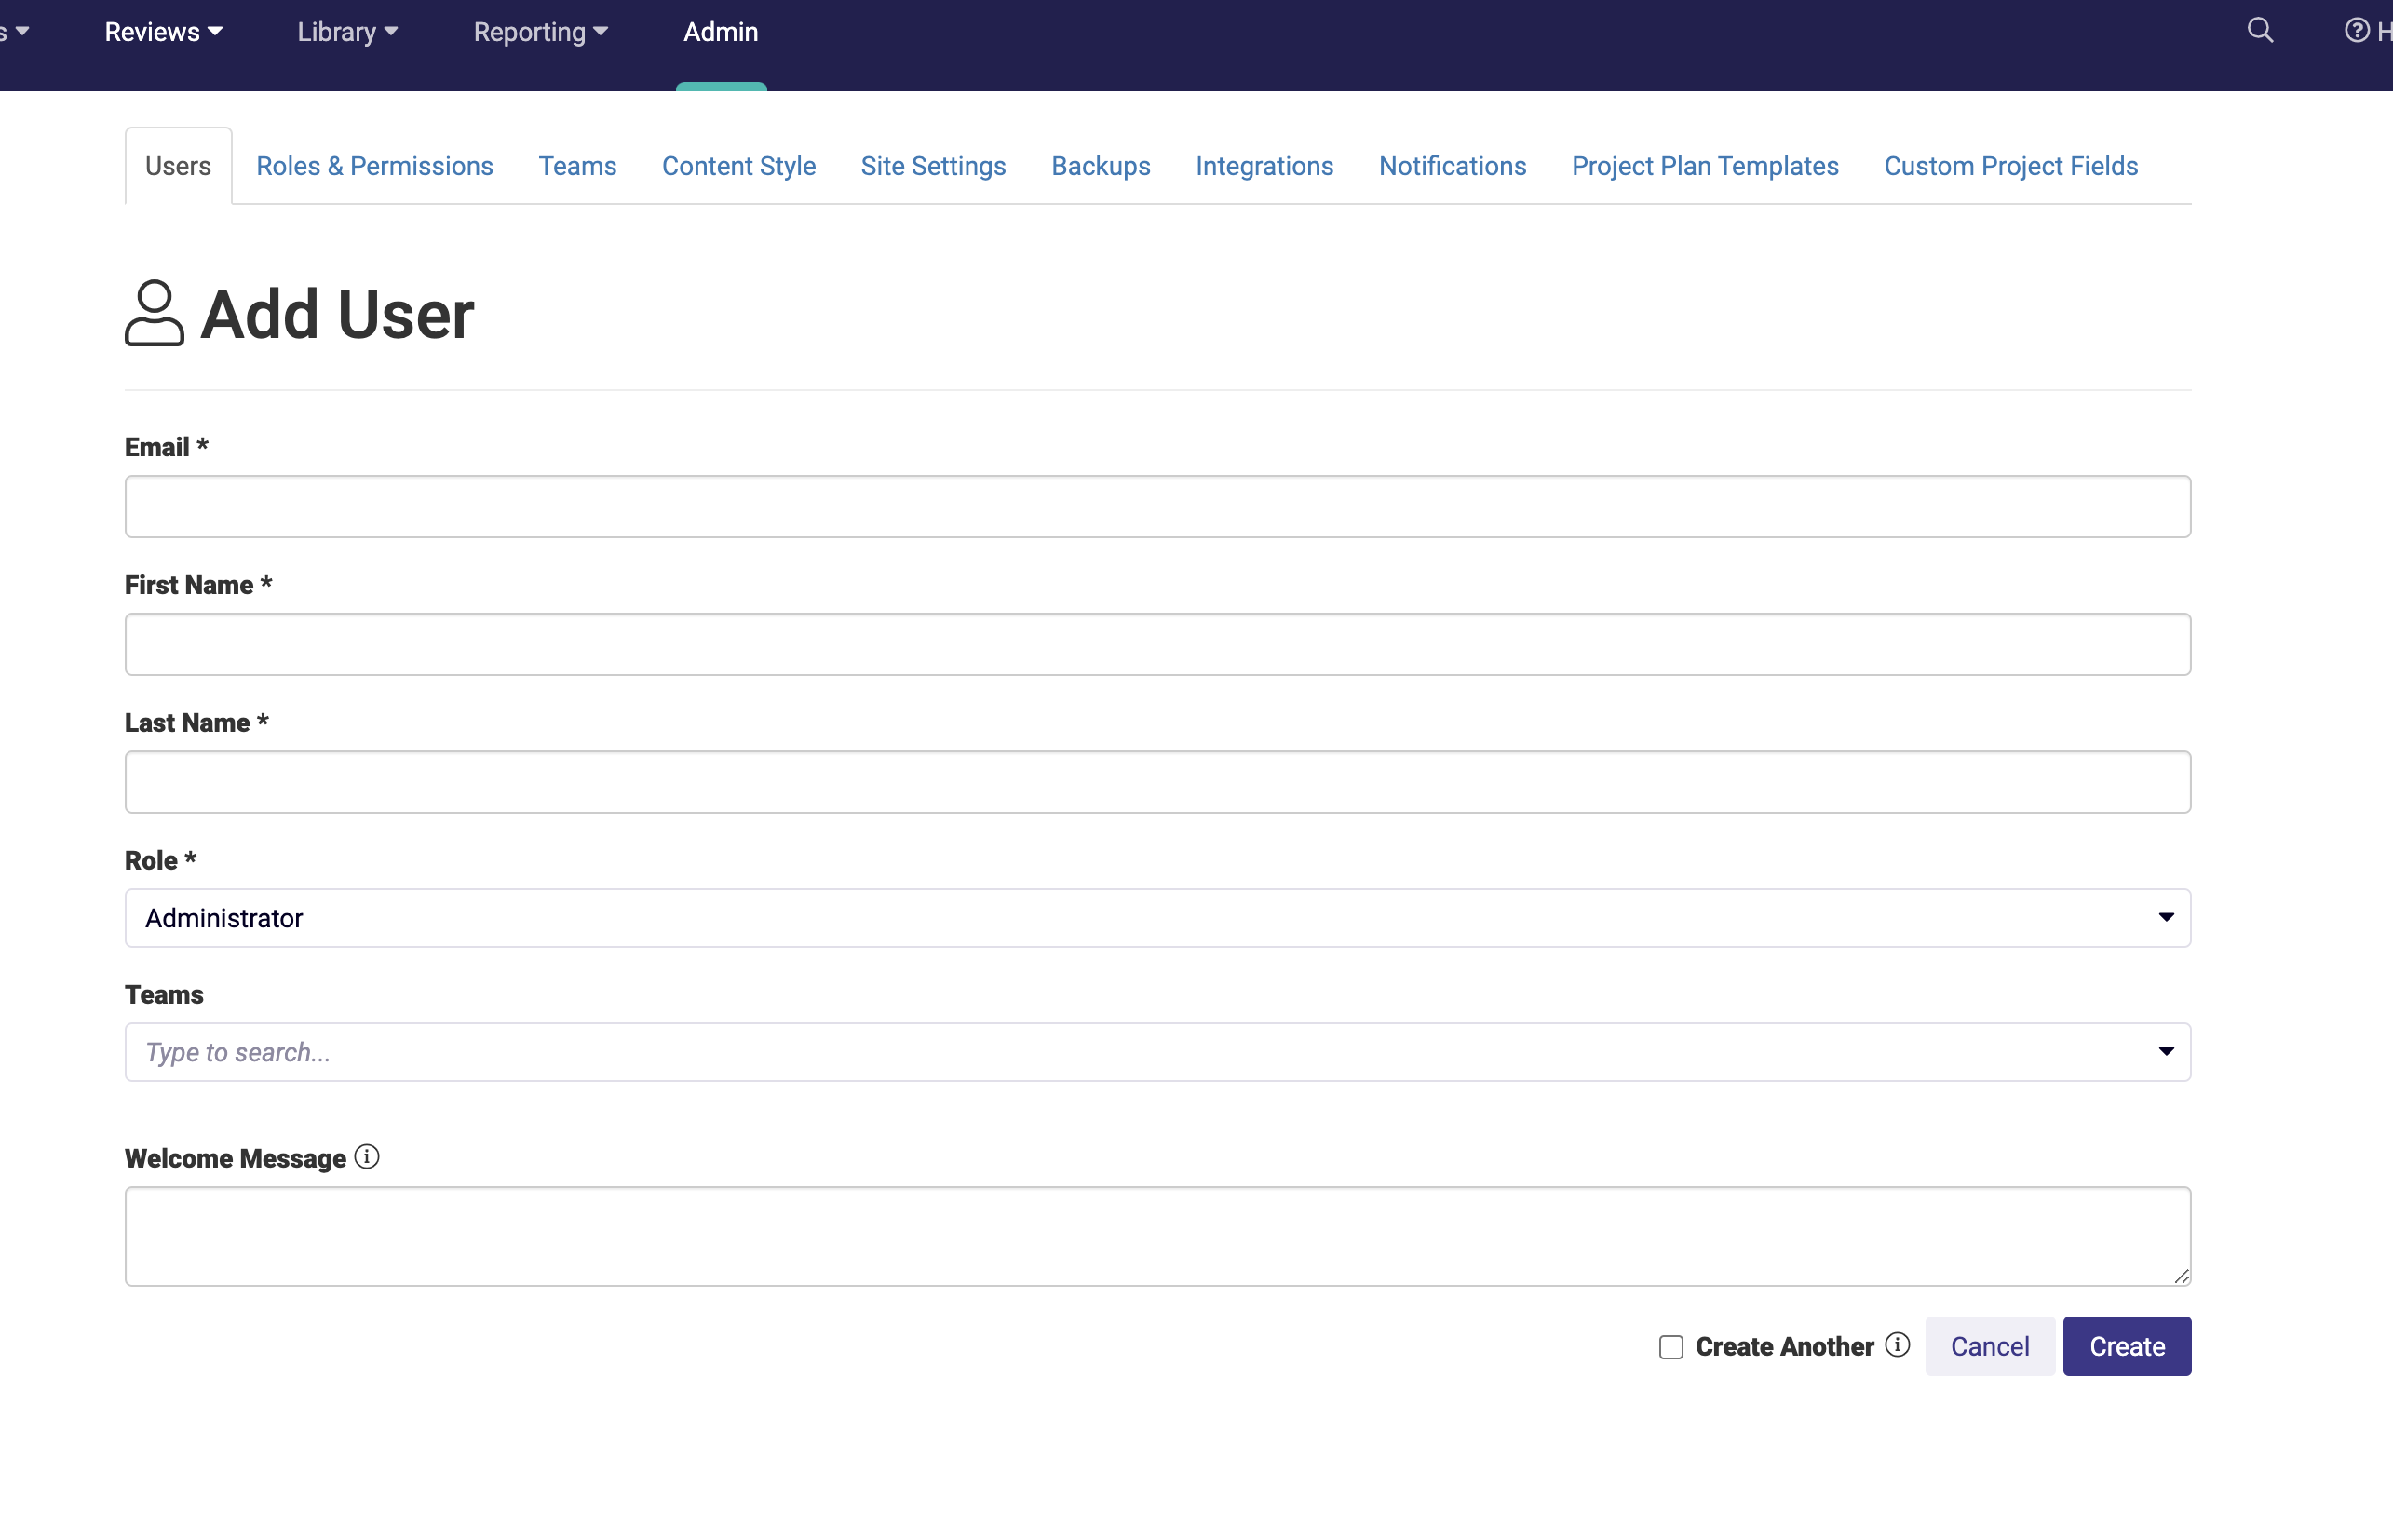 Reviews Library Reporting Admin
Users Roles & Permissions Teams Content Style Site Settings Backups Integrations Notifications Project Plan Templates Custom Project Fields
Add User
Email *
First Name *
Last Name *
Role *
Administrator
Teams
Type to search...
Welcome Message
Create Another Cancel Create